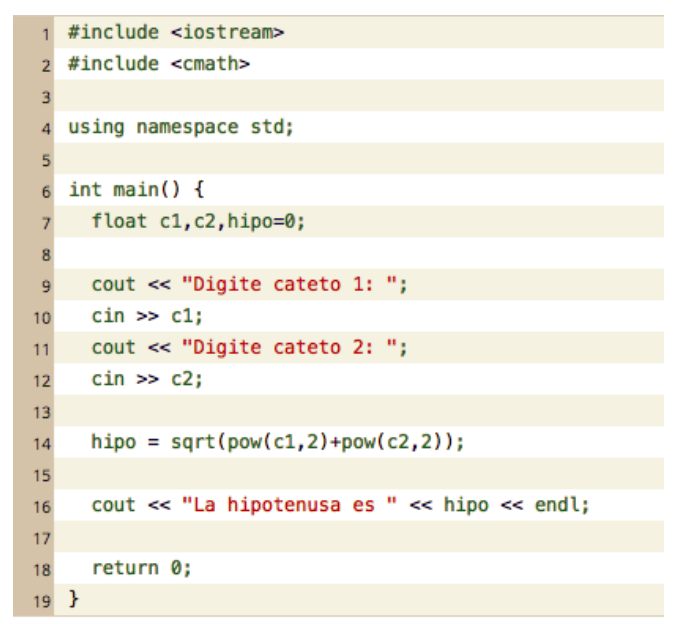 1 #include <iostream>
2 #include <cmath>
3
4 using namespace std;
5
6 int main() {
7   float c1,c2,hipo=0;
8
9   cout << "Digite cateto 1: ";
10   cin >> c1;
11   cout << "Digite cateto 2: ";
12   cin >> c2;
13
14   hipo = sqrt(pow(c1,2)+pow(c2,2));
15
16   cout << "La hipotenusa es " << hipo << endl;
17
18   return 0;
19 }